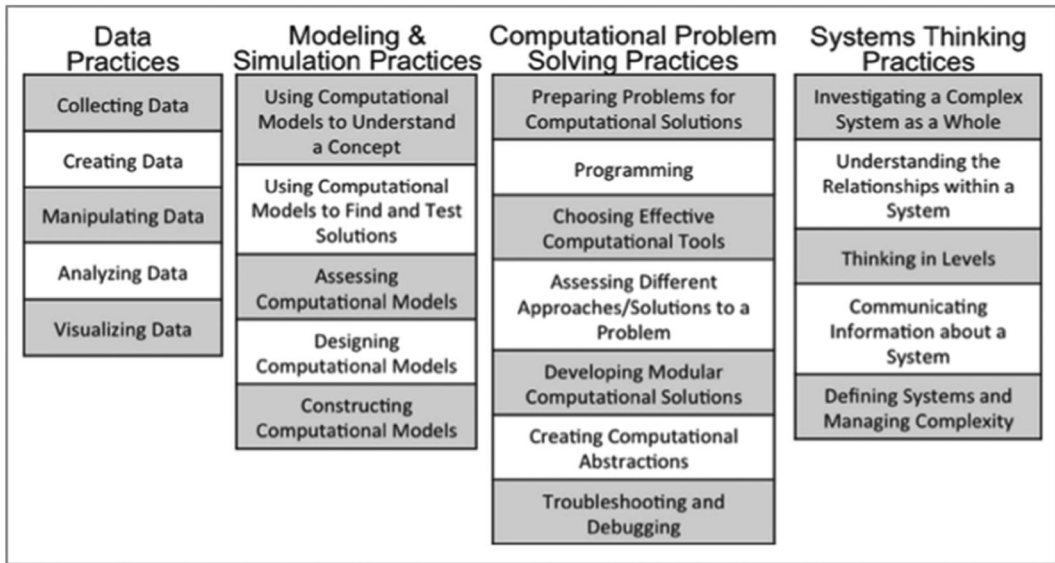 Data
Practices
Collecting Data
Creating Data
Manipulating Data
Analyzing Data
Visualizing Data
Modeling &
Simulation Practices
Using Computational
Models to Understand
a Concept
Using Computational
Models to Find and Test
Solutions
Assessing
Computational Models
Designing
Computational Models
Constructing
Computational Models
Computational Problem
Solving Practices
Preparing Problems for
Computational Solutions
Programming
Choosing Effective
Computational Tools
Assessing Different
Approaches/Solutions to a
Problem
Developing Modular
Computational Solutions
Creating Computational
Abstractions
Troubleshooting and
Debugging
Systems Thinking
Practices
Investigating a Complex
System as a Whole
Understanding the
Relationships within a
System
Thinking in Levels
Communicating
Information about a
System
Defining Systems and
Managing Complexity